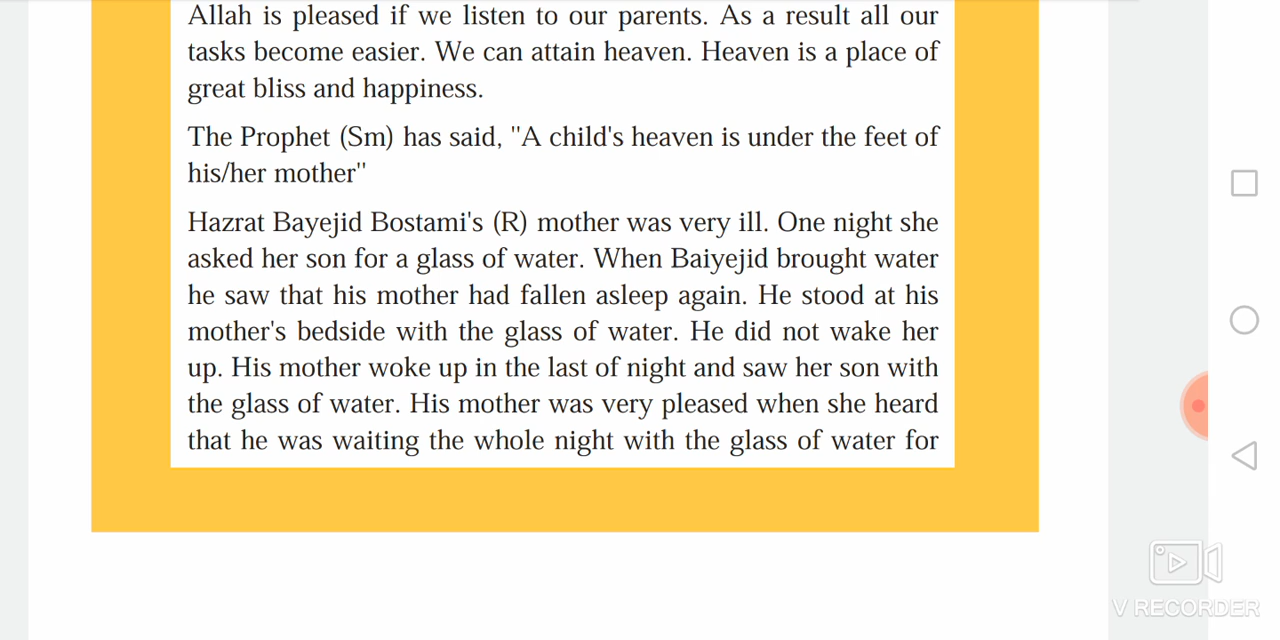 Allah is pleased if we listen to our parents. As a result all our
tasks become easier. We can attain heaven. Heaven is a place of
great bliss and happiness.
The Prophet (Sm) has said, "A child's heaven is under the feet of
his/her mother"
Hazrat Bayejid Bostami's (R) mother was very ill. One night she
asked her son for a glass of water. When Baiyejid brought water
he saw that his mother had fallen asleep again. He stood at his
mother's bedside with the glass of water. He did not wake her
up. His mother woke up in the last of night and saw her son with
the glass of water. His mother was very pleased when she heard
that he was waiting the whole night with the glass of water for
V RECORDER